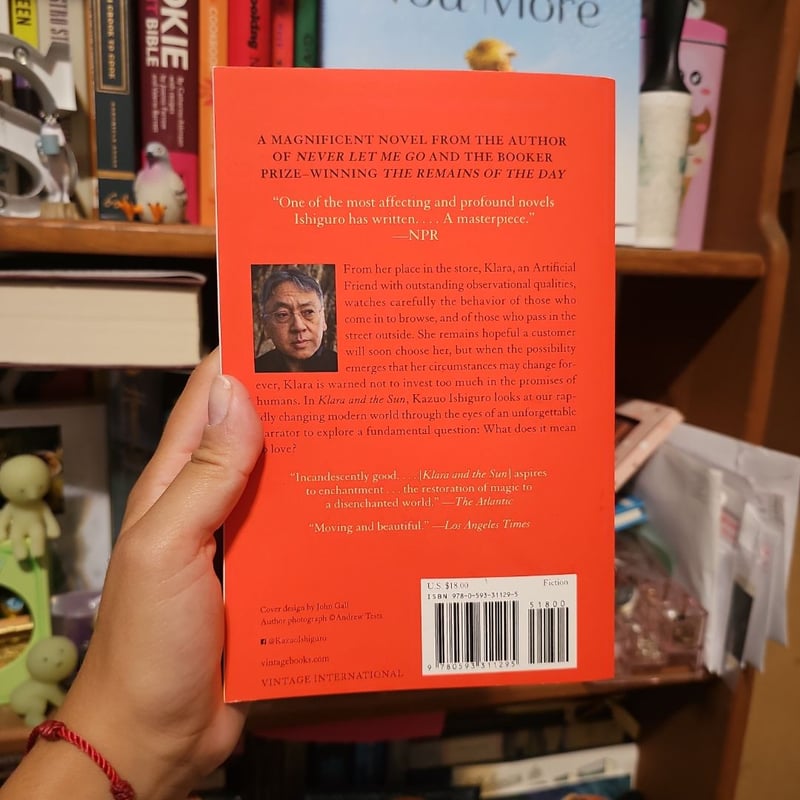 You More
EEN
OKIE
BIBLE
COOKBOO
A MAGNIFICENT NOVEL FROM THE AUTHOR
OF NEVER LET ME GO AND THE BOOKER
PRIZE–WINNING THE REMAINS OF THE DAY
“One of the most affecting and profound novels
Ishiguro has written. . . . A masterpiece.”
—NPR
From her place in the store, Klara, an Artificial
Friend with outstanding observational qualities,
watches carefully the behavior of those who
come in to browse, and of those who pass in the
street outside. She remains hopeful a customer
will soon choose her, but when the possibility
emerges that her circumstances may change for-
ever, Klara is warned not to invest too much in the promises of
humans. In Klara and the Sun, Kazuo Ishiguro looks at our rap-
idly changing modern world through the eyes of an unforgettable
narrator to explore a fundamental question: What does it mean
to love?
“Incandescently good. . . . [Klara and the Sun] aspires
to enchantment . . . the restoration of magic to
a disenchanted world.” —The Atlantic
“Moving and beautiful.” —Los Angeles Times
Cover design by John Gall
Author photograph © Andrew Testa
@KazuoIshiguro
vintagebooks.com
VINTAGE INTERNATIONAL
U.S. $18.00 Fiction
ISBN 978-0-593-31129-5
51800
9 780593 311295